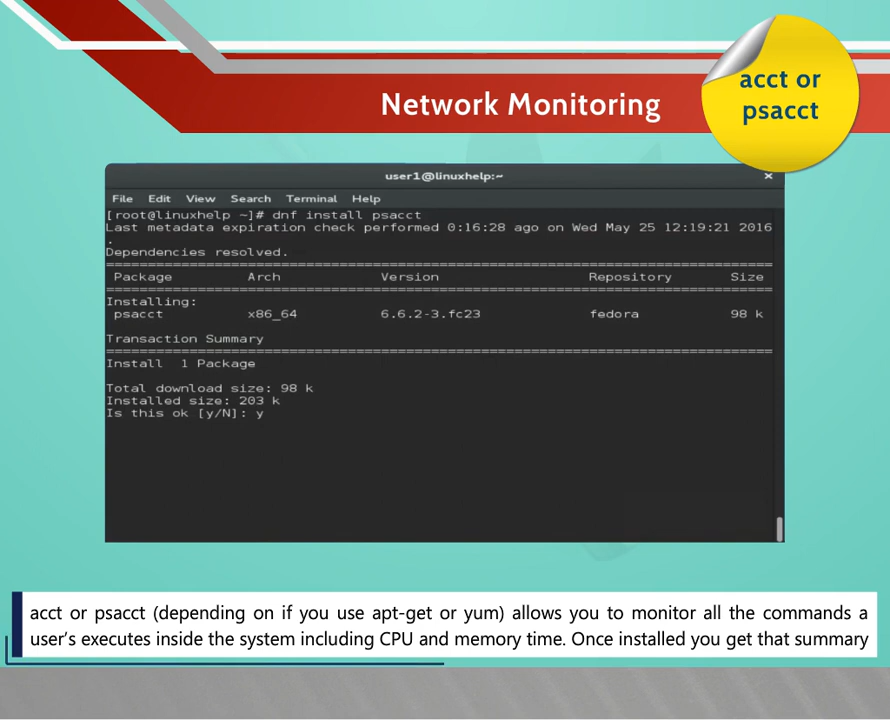 acct or
psacct
Network Monitoring
user1@linuxhelp:~
×
File Edit View Search Terminal Help
[root@linuxhelp ~]# dnf install psacct
Last metadata expiration check performed 0:16:28 ago on Wed May 25 12:19:21 2016
.
Dependencies resolved.
================================================================================
Package Arch Version Repository Size
================================================================================
Installing:
psacct x86_64 6.6.2-3.fc23 fedora 98 k
Transaction Summary
================================================================================
Install 1 Package
Total download size: 98 k
Installed size: 203 k
Is this ok [y/N]: y
acct or psacct (depending on if you use apt-get or yum) allows you to monitor all the commands a
user’s executes inside the system including CPU and memory time. Once installed you get that summary